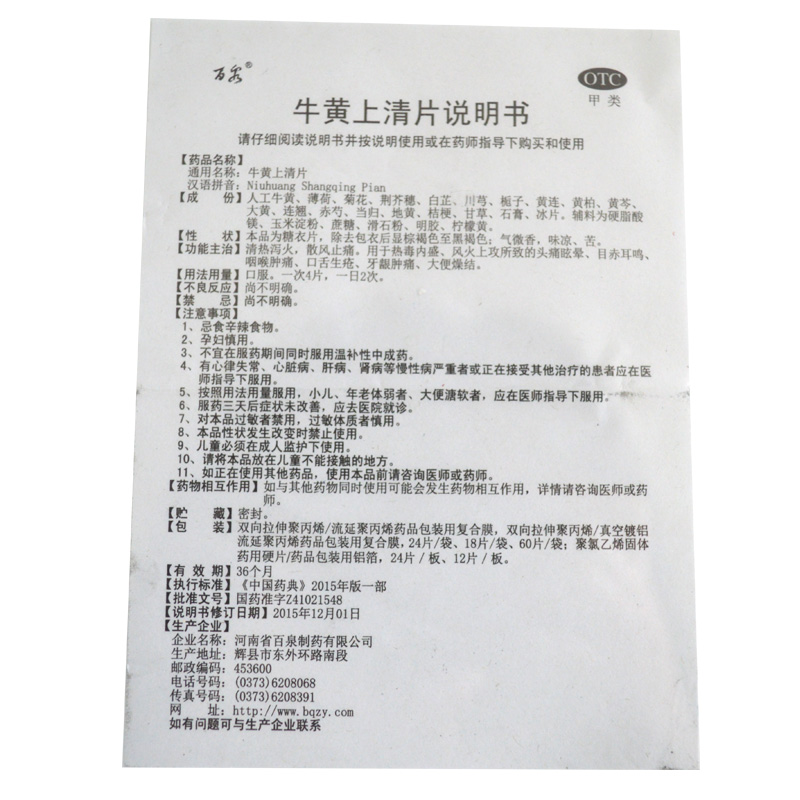 百泉®
OTC
甲类
牛黄上清片说明书
请仔细阅读说明书并按说明使用或在药师指导下购买和使用
【药品名称】
通用名称：牛黄上清片
汉语拼音：Niuhuang Shangqing Pian
【成 份】人工牛黄、薄荷、菊花、荆芥穗、白芷、川芎、栀子、黄连、黄柏、黄芩、
大黄、连翘、赤芍、当归、地黄、桔梗、甘草、石膏、冰片。辅料为硬脂酸
镁、玉米淀粉、蔗糖、滑石粉、明胶、柠檬黄。
【性 状】本品为糖衣片，除去包衣后显棕褐色至黑褐色；气微香，味凉、苦。
【功能主治】清热泻火，散风止痛。用于热毒内盛、风火上攻所致的头痛眩晕、目赤耳鸣、
咽喉肿痛、口舌生疮、牙龈肿痛、大便燥结。
【用法用量】口服。一次4片，一日2次。
【不良反应】尚不明确。
【禁 忌】尚不明确。
【注意事项】
1、忌食辛辣食物。
2、孕妇慎用。
3、不宜在服药期间同时服用温补性中成药。
4、有心律失常、心脏病、肝病、肾病等慢性病严重者或正在接受其他治疗的患者应在医
师指导下服用。
5、按照用法用量服用，小儿、年老体弱者、大便溏软者，应在医师指导下服用。
6、服药三天后症状未改善，应去医院就诊。
7、对本品过敏者禁用，过敏体质者慎用。
8、本品性状发生改变时禁止使用。
9、儿童必须在成人监护下使用。
10、请将本品放在儿童不能接触的地方。
11、如正在使用其他药品，使用本品前请咨询医师或药师。
【药物相互作用】如与其他药物同时使用可能会发生药物相互作用，详情请咨询医师或药
师。
【贮 藏】密封。
【包 装】双向拉伸聚丙烯/流延聚丙烯药品包装用复合膜，双向拉伸聚丙烯/真空镀铝
流延聚丙烯药品包装用复合膜，24片/袋、18片/袋、60片/袋；聚氯乙烯固体
药用硬片/药品包装用铝箔，24片／板、12片／板。
【有 效 期】36个月
【执行标准】《中国药典》2015年版一部
【批准文号】国药准字Z41021548
【说明书修订日期】2015年12月01日
【生产企业】
企业名称：河南省百泉制药有限公司
生产地址：辉县市东外环路南段
邮政编码：453600
电话号码：(0373)6208068
传真号码：(0373)6208391
网 址：http://www.bqzy.com
如有问题可与生产企业联系